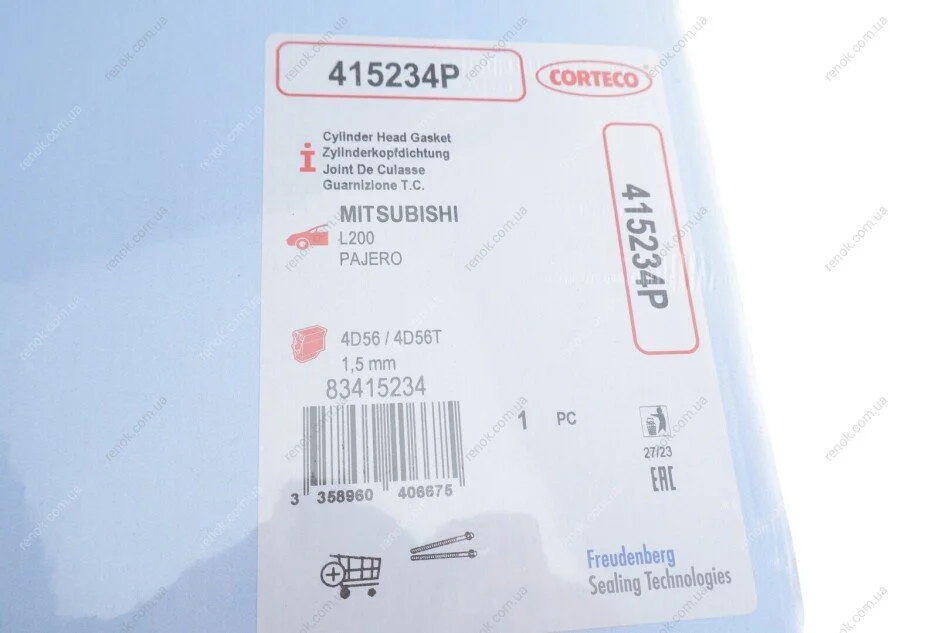 415234P
CORTECO
Cylinder Head Gasket
Zylinderkopfdichtung
Joint De Culasse
Guarnizione T.C.
MITSUBISHI
L200
PAJERO
415234P
4D56 / 4D56T
1,5 mm
83415234
1 PC
27/23
EAC
3 358960 406675
Freudenberg
Sealing Technologies
renok.com.ua